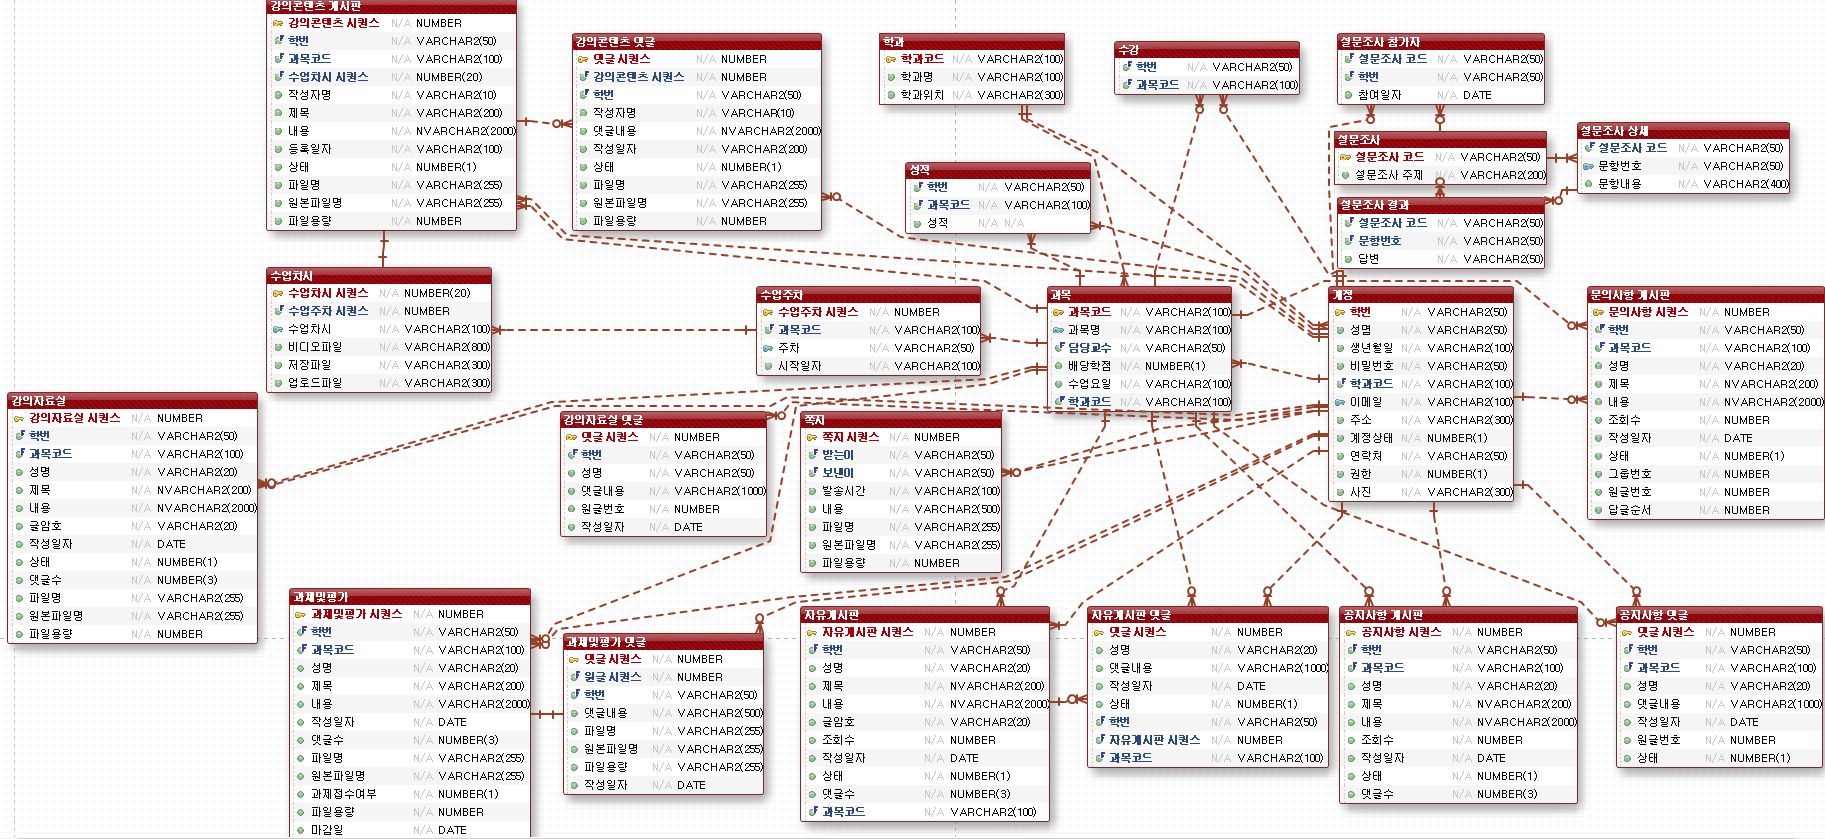 강의콘텐츠 게시판
강의콘텐츠 시퀀스 N/A NUMBER
학번 N/A VARCHAR2(50)
과목코드 N/A VARCHAR2(100)
수업차시 시퀀스 N/A NUMBER(20)
작성자명 N/A VARCHAR2(10)
제목 N/A VARCHAR2(200)
내용 N/A NVARCHAR2(2000)
등록일자 N/A VARCHAR2(100)
상태 N/A NUMBER(1)
파일명 N/A VARCHAR2(255)
원본파일명 N/A VARCHAR2(255)
파일용량 N/A NUMBER
강의콘텐츠 댓글
댓글 시퀀스 N/A NUMBER
강의콘텐츠 시퀀스 N/A NUMBER
학번 N/A VARCHAR2(50)
작성자명 N/A VARCHAR(10)
댓글내용 N/A NVARCHAR2(2000)
작성일자 N/A VARCHAR2(200)
상태 N/A NUMBER(1)
파일명 N/A VARCHAR2(255)
원본파일명 N/A VARCHAR2(255)
파일용량 N/A NUMBER
학과
학과코드 N/A VARCHAR2(100)
학과명 N/A VARCHAR2(100)
학과위치 N/A VARCHAR2(300)
수강
학번 N/A VARCHAR2(50)
과목코드 N/A VARCHAR2(100)
설문조사 참가자
설문조사 코드 N/A VARCHAR2(50)
학번 N/A VARCHAR2(50)
참여일자 N/A DATE
설문조사
설문조사 코드 N/A VARCHAR2(50)
설문조사 주제 N/A VARCHAR2(200)
설문조사 상세
설문조사 코드 N/A VARCHAR2(50)
문항번호 N/A VARCHAR2(50)
문항내용 N/A VARCHAR2(400)
설문조사 결과
설문조사 코드 N/A VARCHAR2(50)
문항번호 N/A VARCHAR2(50)
답변 N/A VARCHAR2(50)
성적
학번 N/A VARCHAR2(50)
과목코드 N/A VARCHAR2(100)
성적 N/A N/A
수업차시
수업차시 시퀀스 N/A NUMBER(20)
수업주차 시퀀스 N/A NUMBER
수업차시 N/A VARCHAR2(100)
비디오파일 N/A VARCHAR2(800)
저장파일 N/A VARCHAR2(300)
업로드파일 N/A VARCHAR2(300)
수업주차
수업주차 시퀀스 N/A NUMBER
과목코드 N/A VARCHAR2(100)
주차 N/A VARCHAR2(50)
시작일자 N/A VARCHAR2(100)
과목
과목코드 N/A VARCHAR2(100)
과목명 N/A VARCHAR2(100)
담당교수 N/A VARCHAR2(50)
배당학점 N/A NUMBER(1)
수업요일 N/A VARCHAR2(100)
학과코드 N/A VARCHAR2(100)
계정
학번 N/A VARCHAR2(50)
성명 N/A VARCHAR2(50)
생년월일 N/A VARCHAR2(100)
비밀번호 N/A VARCHAR2(50)
학과코드 N/A VARCHAR2(100)
이메일 N/A VARCHAR2(100)
주소 N/A VARCHAR2(200)
계정상태 N/A NUMBER(1)
연락처 N/A VARCHAR2(50)
권한 N/A NUMBER(1)
사진 N/A VARCHAR2(300)
문의사항 게시판
문의사항 시퀀스 N/A NUMBER
학번 N/A VARCHAR2(50)
과목코드 N/A VARCHAR2(100)
성명 N/A VARCHAR2(20)
제목 N/A NVARCHAR2(200)
내용 N/A NVARCHAR2(2000)
조회수 N/A NUMBER
작성일자 N/A DATE
상태 N/A NUMBER(1)
그룹번호 N/A NUMBER
원글번호 N/A NUMBER
답글순서 N/A NUMBER
강의자료실
강의자료실 시퀀스 N/A NUMBER
학번 N/A VARCHAR2(50)
과목코드 N/A VARCHAR2(100)
성명 N/A VARCHAR2(20)
제목 N/A NVARCHAR2(200)
내용 N/A NVARCHAR2(2000)
글암호 N/A VARCHAR2(20)
작성일자 N/A DATE
상태 N/A NUMBER(1)
댓글수 N/A NUMBER(3)
파일명 N/A VARCHAR2(255)
원본파일명 N/A VARCHAR2(255)
파일용량 N/A NUMBER
강의자료실 댓글
댓글 시퀀스 N/A NUMBER
학번 N/A VARCHAR2(50)
성명 N/A VARCHAR2(50)
댓글내용 N/A VARCHAR2(1000)
원글번호 N/A NUMBER
작성일자 N/A DATE
쪽지
쪽지 시퀀스 N/A NUMBER
받는이 N/A VARCHAR2(50)
보낸이 N/A VARCHAR2(50)
발송시간 N/A VARCHAR2(100)
내용 N/A VARCHAR2(500)
파일명 N/A VARCHAR2(255)
원본파일명 N/A VARCHAR2(255)
파일용량 N/A NUMBER
과제및평가
과제및평가 시퀀스 N/A NUMBER
학번 N/A VARCHAR2(50)
과목코드 N/A VARCHAR2(100)
성명 N/A VARCHAR2(20)
제목 N/A VARCHAR2(200)
내용 N/A VARCHAR2(2000)
작성일자 N/A DATE
댓글수 N/A NUMBER(3)
파일명 N/A VARCHAR2(255)
원본파일명 N/A VARCHAR2(255)
과제접수여부 N/A NUMBER(1)
파일용량 N/A NUMBER
마감일 N/A DATE
과제및평가 댓글
댓글 시퀀스 N/A NUMBER
원글 시퀀스 N/A NUMBER
학번 N/A VARCHAR2(50)
댓글내용 N/A VARCHAR2(500)
파일명 N/A VARCHAR2(255)
원본파일명 N/A VARCHAR2(255)
파일용량 N/A VARCHAR2(255)
작성일자 N/A DATE
자유게시판
자유게시판 시퀀스 N/A NUMBER
학번 N/A VARCHAR2(50)
성명 N/A VARCHAR2(20)
제목 N/A NVARCHAR2(200)
내용 N/A NVARCHAR2(2000)
글암호 N/A VARCHAR2(20)
조회수 N/A NUMBER
작성일자 N/A DATE
상태 N/A NUMBER(1)
댓글수 N/A NUMBER(3)
과목코드 N/A VARCHAR2(100)
자유게시판 댓글
댓글 시퀀스 N/A NUMBER
성명 N/A VARCHAR2(20)
댓글내용 N/A VARCHAR2(1000)
작성일자 N/A DATE
상태 N/A NUMBER(1)
학번 N/A VARCHAR2(50)
자유게시판 시퀀스 N/A NUMBER
과목코드 N/A VARCHAR2(100)
공지사항 게시판
공지사항 시퀀스 N/A NUMBER
학번 N/A VARCHAR2(50)
과목코드 N/A VARCHAR2(100)
성명 N/A VARCHAR2(20)
제목 N/A NVARCHAR2(200)
내용 N/A NVARCHAR2(2000)
조회수 N/A NUMBER
작성일자 N/A DATE
상태 N/A NUMBER(1)
댓글수 N/A NUMBER(3)
공지사항 댓글
댓글 시퀀스 N/A NUMBER
학번 N/A VARCHAR2(50)
과목코드 N/A VARCHAR2(100)
성명 N/A VARCHAR2(20)
댓글내용 N/A VARCHAR2(1000)
작성일자 N/A DATE
원글번호 N/A NUMBER
상태 N/A NUMBER(1)